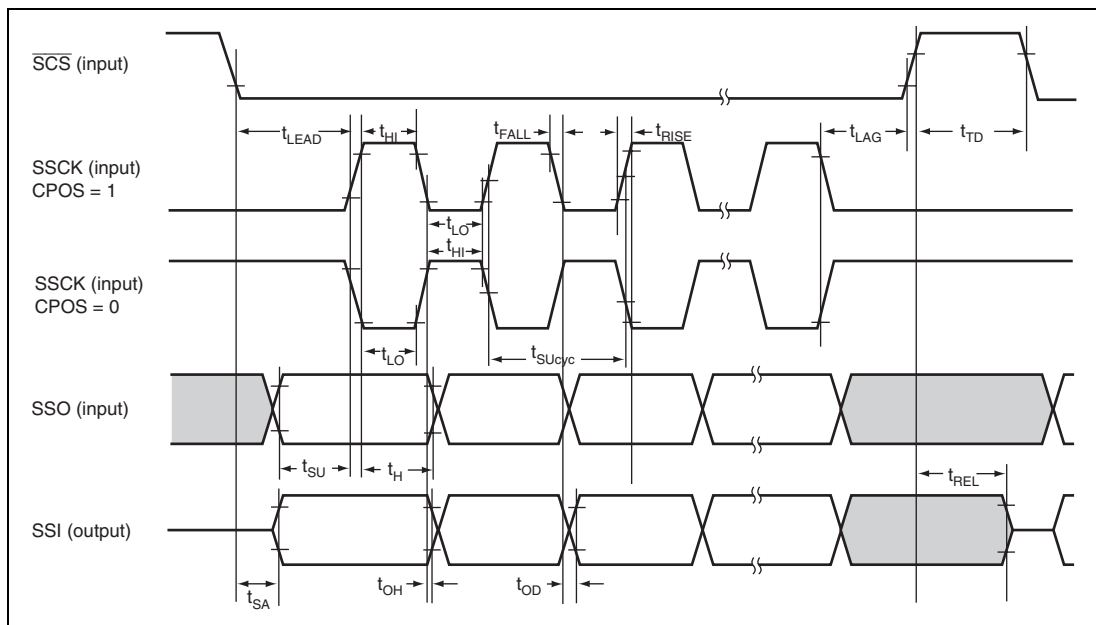 SCS (input)
tLEAD
tHI
tFALL
tRISE
tLAG
tTD
SSCK (input)
CPOS = 1
tLO
tHI
SSCK (input)
CPOS = 0
tLO
tSUcyc
SSO (input)
tSU
tH
tREL
SSI (output)
tSA
tOH
tOD